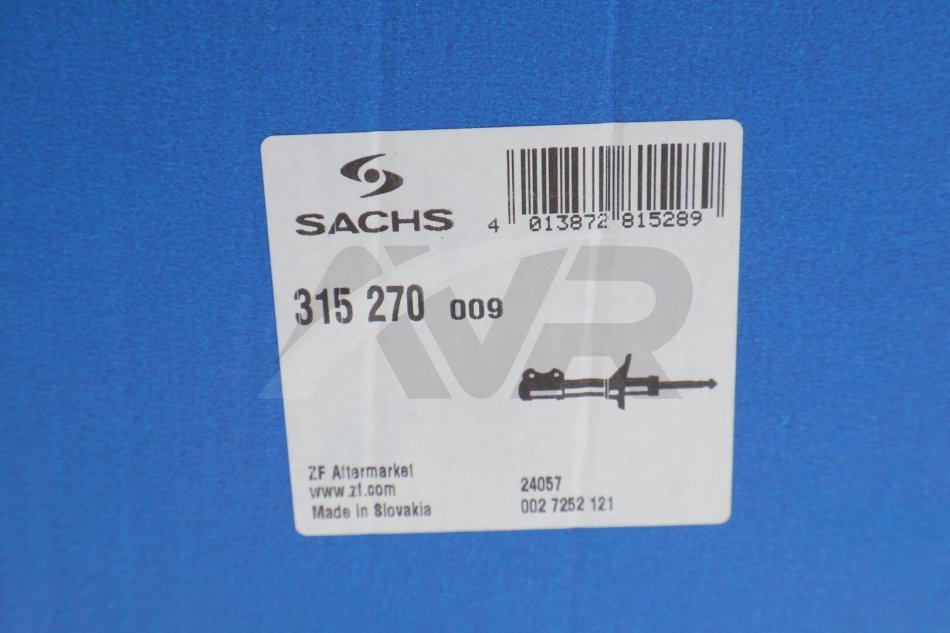 SACHS
4 013872 815289
315 270 009
AVR
ZF Aftermarket
www.zf.com
Made in Slovakia
24057
002 7252 121